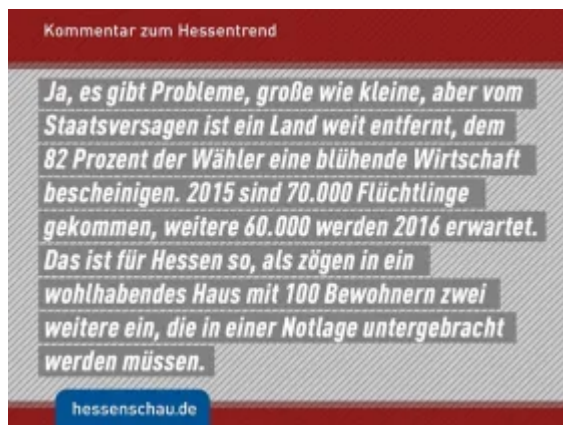 Kommentar zum Hessentrend
Ja, es gibt Probleme, große wie kleine, aber vom
Staatsversagen ist ein Land weit entfernt, dem
82 Prozent der Wähler eine blühende Wirtschaft
bescheinigen. 2015 sind 70.000 Flüchtlinge
gekommen, weitere 60.000 werden 2016 erwartet.
Das ist für Hessen so, als zögen in ein
wohlhabendes Haus mit 100 Bewohnern zwei
weitere ein, die in einer Notlage untergebracht
werden müssen.
hessenschau.de